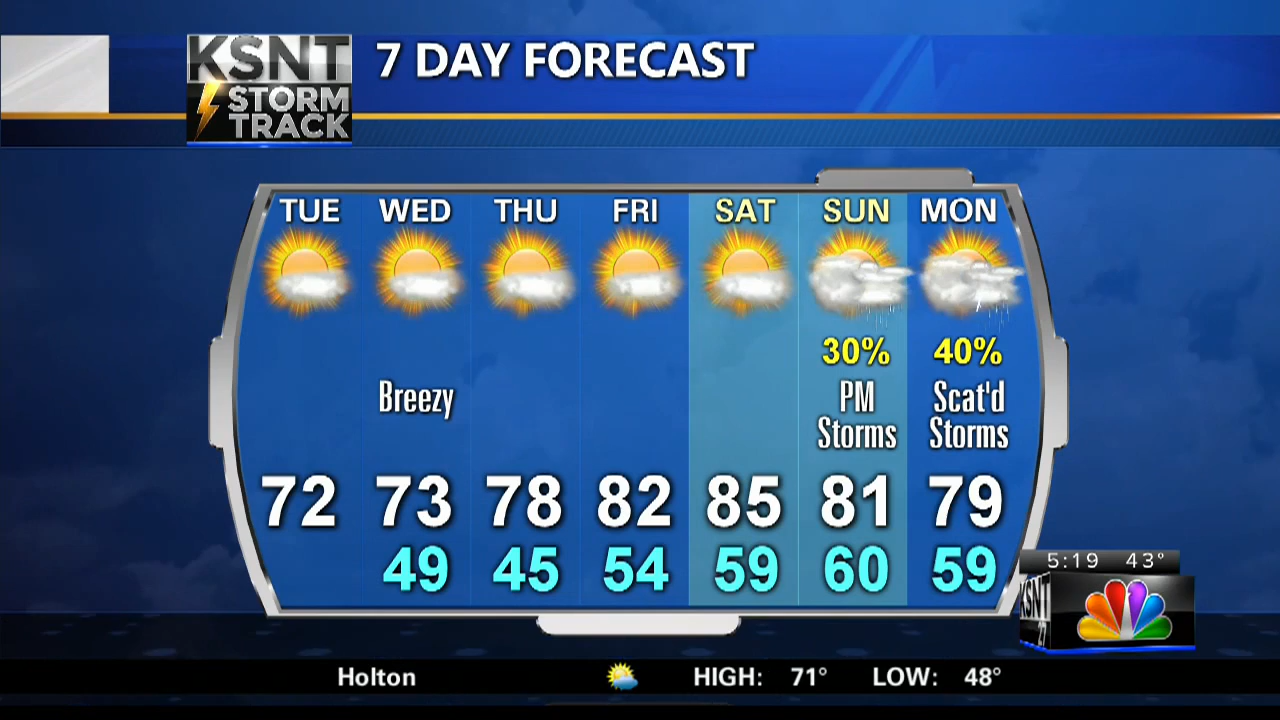 KSNT
STORM
TRACK
7 DAY FORECAST
TUE WED THU FRI SAT SUN MON
30% 40%
Breezy PM Storms Scat'd Storms
72 73 78 82 85 81 79
49 45 54 59 60 59
5:19 43°
KSNT
27
Holton HIGH: 71° LOW: 48°